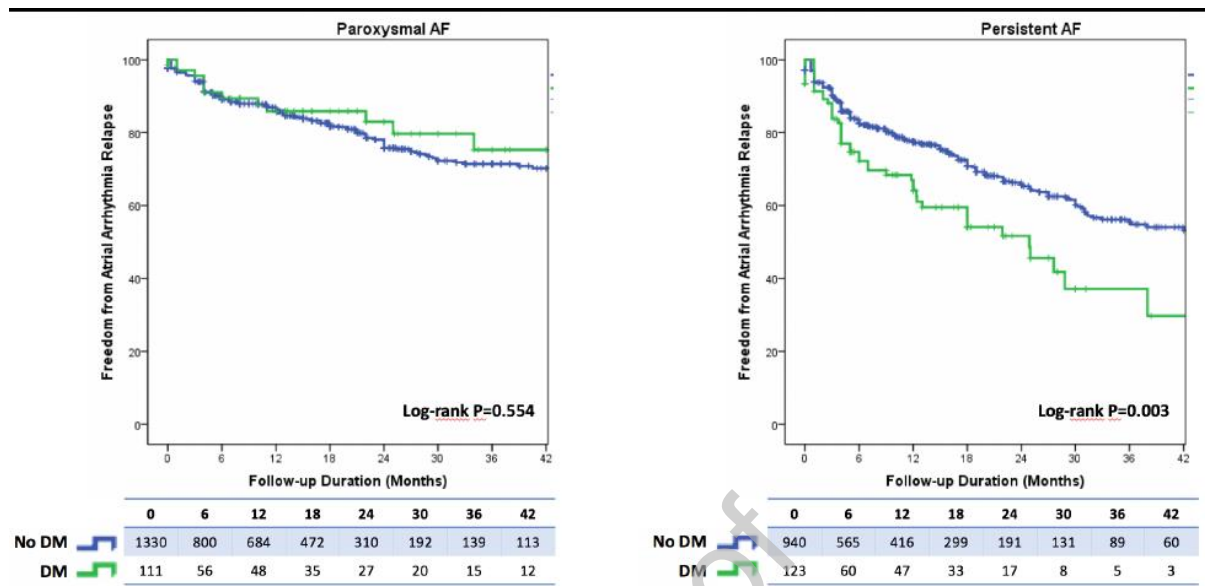 Paroxysmal AF
Freedom from Atrial Arrhythmia Relapse
100
80
60
40
20
0
Log-rank P=0.554
0 6 12 18 24 30 36 42
Follow-up Duration (Months)
0 6 12 18 24 30 36 42
No DM 1330 800 684 472 310 192 139 113
DM 111 56 48 35 27 20 15 12
Persistent AF
Freedom from Atrial Arrhythmia Relapse
100
80
60
40
20
0
Log-rank P=0.003
0 6 12 18 24 30 36 42
Follow-up Duration (Months)
0 6 12 18 24 30 36 42
No DM 940 565 416 299 191 131 89 60
DM 123 60 47 33 17 8 5 3
of